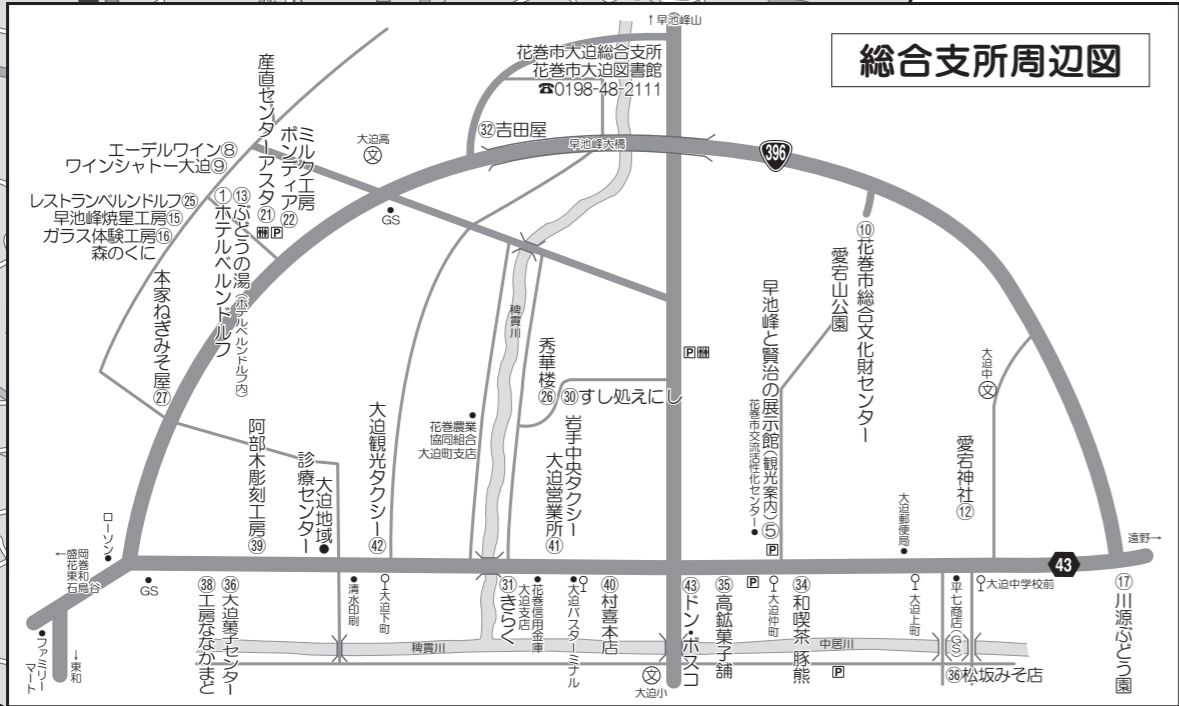 総合支所周辺図
↑早池峰山
花巻市大迫総合支所
花巻市大迫図書館
☎0198-48-2111
㉜吉田屋
早池峰大橋
396
大迫高
文
GS
産直センターアスタ㉑
ミルク工房
ボンディア㉒
P
エーデルワイン⑧
ワインシャトー大迫⑨
レストランベルンドルフ㉕
早池峰焼星工房⑮
ガラス体験工房⑯
森のくに
①ホテルベルンドルフ
⑬ぶどうの湯(ホテルベルンドルフ内)
本家ねぎみそ屋㉗
稗貫川
秀華楼㉖
㉚すし処えにし
P
⑩花巻市総合文化財センター
愛宕山公園
早池峰と賢治の展示館(観光案内)⑤
花巻市交流活性化センター
P
大迫中
文
愛宕神社⑫
大迫郵便局
花巻農業
協同組合
大迫町支店
岩手中央タクシー
大迫営業所㊶
大迫観光タクシー㊷
大迫地域
診療センター
阿部木彫刻工房㊴
ローソン
GS
←盛岡
花巻
東和
石鳥谷
ファミリー
マート
↓東和
43
遠野→
⑰川源ぶどう園
大迫中学校前
平七商店(GS)
㊱松坂みそ店
大迫上町
㉞和喫茶 豚熊
大迫仲町
P
㉟高鉱菓子舗
㊸ドン・ボスコ
㊵村喜本店
大迫バスターミナル
花巻信用金庫
大迫支店
㉛きらく
大迫下町
清水印刷
㊱大迫菓子センター
㊳工房ななかまど
稗貫川
中居川
P
文
大迫小